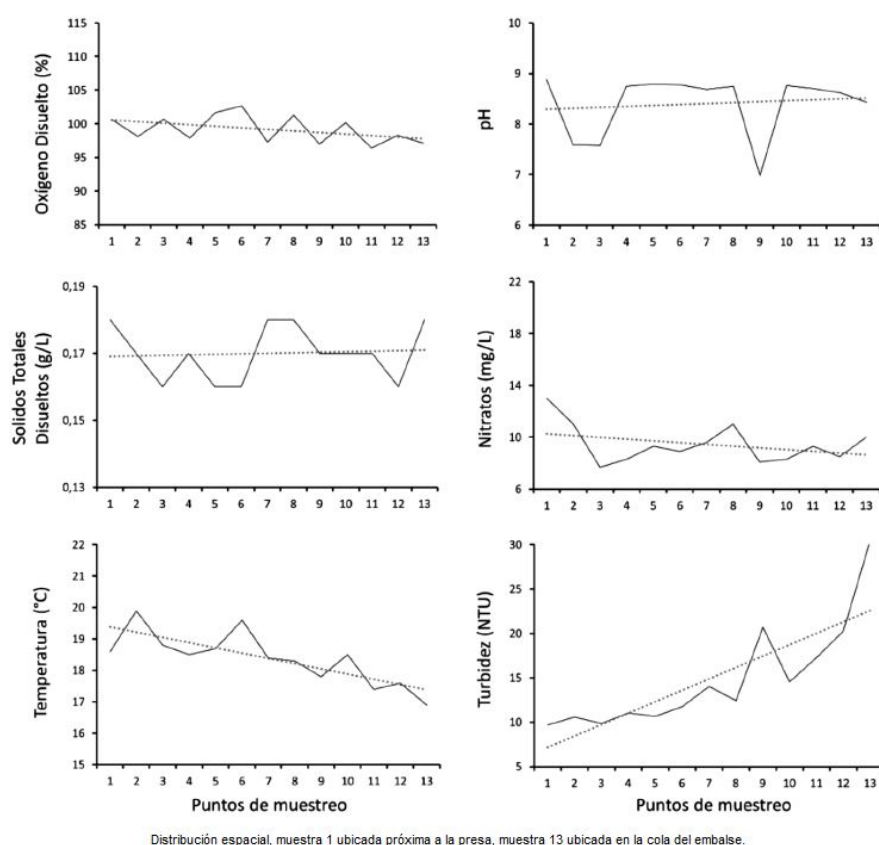 Oxígeno Disuelto (%)
115
110
105
100
95
90
85
1 2 3 4 5 6 7 8 9 10 11 12 13
pH
10
9
8
7
6
1 2 3 4 5 6 7 8 9 10 11 12 13
Solidos Totales
Disueltos (g/L)
0,19
0,17
0,15
0,13
1 2 3 4 5 6 7 8 9 10 11 12 13
Nitratos (mg/L)
22
18
14
10
6
1 2 3 4 5 6 7 8 9 10 11 12 13
Temperatura (°C)
22
21
20
19
18
17
16
15
1 2 3 4 5 6 7 8 9 10 11 12 13
Puntos de muestreo
Turbidez (NTU)
30
25
20
15
10
5
1 2 3 4 5 6 7 8 9 10 11 12 13
Puntos de muestreo
Distribución espacial, muestra 1 ubicada próxima a la presa, muestra 13 ubicada en la cola del embalse.